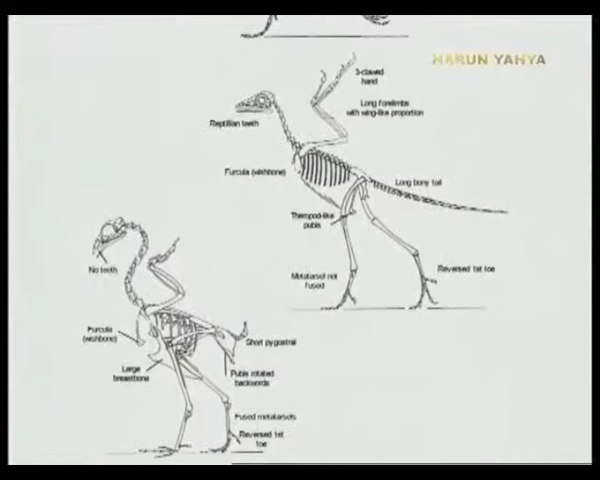 HARUN YAHYA
3-clawed
hand
Long forelimbs
with wing-like proportion
Reptilian teeth
Furcula (wishbone)
Long bony tail
Theropod-like
pubis
Metatarsal not
fused
Reversed 1st toe
No teeth
Furcula
(wishbone)
Large
breastbone
Short pygostail
Pubis rotated
backwards
Fused metatarsels
Reversed 1st
toe